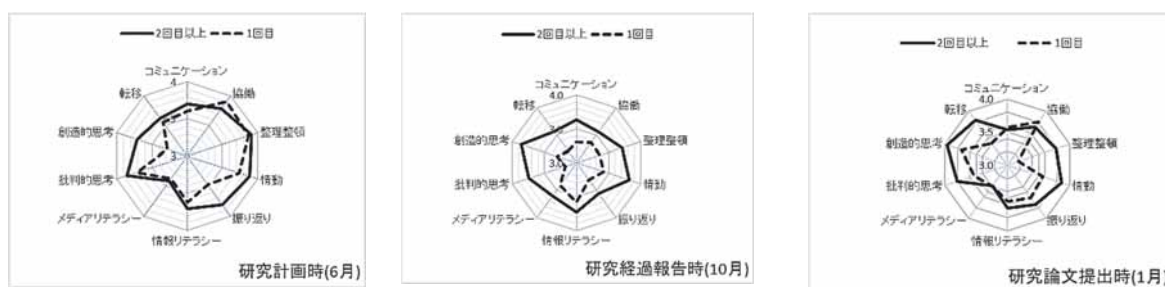 2回目以上 1回目
コミュニケーション
4
転移 協働
創造的思考 整理整頓
3
批判的思考 情動
メディアリテラシー 振り返り
情報リテラシー
研究計画時(6月)
2回目以上 1回目
コミュニケーション
4.0
転移 協働
創造的思考 整理整頓
3.0
批判的思考 情動
メディアリテラシー 振り返り
情報リテラシー
研究経過報告時(10月)
2回目以上 1回目
コミュニケーション
4.0
転移 協働
3.5
創造的思考 整理整頓
3.0
批判的思考 情動
メディアリテラシー 振り返り
情報リテラシー
研究論文提出時(1月)